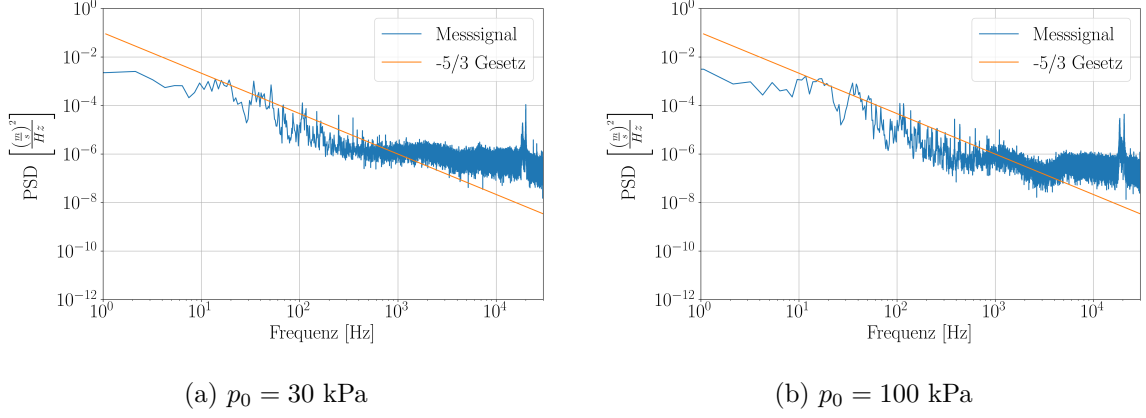 10^0
10^{-2}
10^{-4}
10^{-6}
10^{-8}
10^{-10}
10^{-12}
PSD [(m/s)^2/Hz]
10^0 10^1 10^2 10^3 10^4
Frequenz [Hz]
Messsignal
-5/3 Gesetz
(a) p_0 = 30 kPa
10^0
10^{-2}
10^{-4}
10^{-6}
10^{-8}
10^{-10}
10^{-12}
PSD [(m/s)^2/Hz]
10^0 10^1 10^2 10^3 10^4
Frequenz [Hz]
Messsignal
-5/3 Gesetz
(b) p_0 = 100 kPa